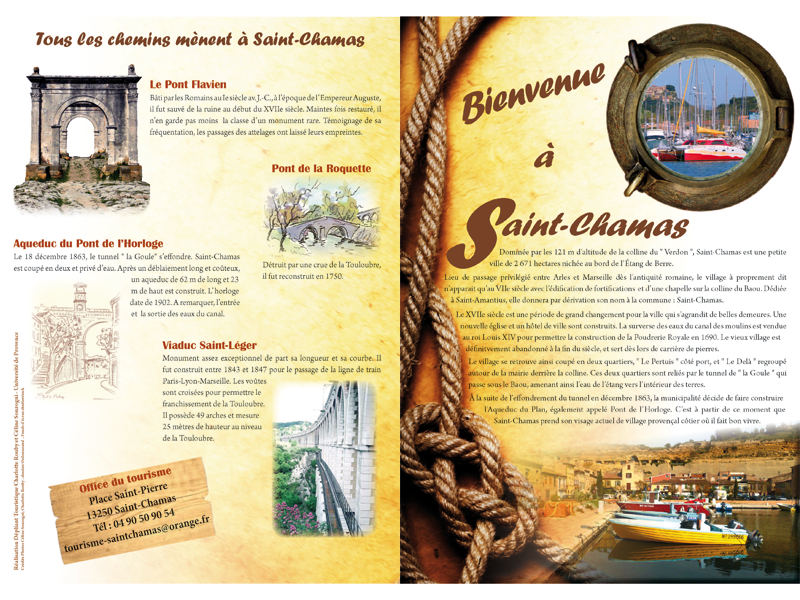 Tous les chemins mènent à Saint-Chamas
Le Pont Flavien
Bâti par les Romains au Ie siècle av. J.-C., à l'époque de l'Empereur Auguste,
il fut sauvé de la ruine au début du XVIIe siècle. Maintes fois restauré, il
n'en garde pas moins la classe d'un monument rare. Témoignage de sa
fréquentation, les passages des attelages ont laissé leurs empreintes.
Pont de la Roquette
Détruit par une crue de la Touloubre,
il fut reconstruit en 1750.
Aqueduc du Pont de l'Horloge
Le 18 décembre 1863, le tunnel " la Goule" s'effondre. Saint-Chamas
est coupé en deux et privé d'eau. Après un déblaiement long et coûteux,
un aqueduc de 62 m de long et 23
m de haut est construit. L' horloge
date de 1902. A remarquer, l'entrée
et la sortie des eaux du canal.
Viaduc Saint-Léger
Monument assez exceptionnel de part sa longueur et sa courbe. Il
fut construit entre 1843 et 1847 pour le passage de la ligne de train
Paris-Lyon-Marseille. Les voûtes
sont croisées pour permettre le
franchissement de la Touloubre.
Il possède 49 arches et mesure
25 mètres de hauteur au niveau
de la Touloubre.
Office du tourisme
Place Saint-Pierre
13250 Saint-Chamas
Tél : 04 90 50 90 54
tourisme-saintchamas@orange.fr
Réalisation Dépliant Touristique Charlotte Rouby et Céline Souregui - Université de Provence
Bienvenue
à
Saint-Chamas
Dominée par les 121 m d'altitude de la colline du " Verdon ", Saint-Chamas est une petite
ville de 2 671 hectares nichée au bord de l'Étang de Berre.
Lieu de passage privilégié entre Arles et Marseille dès l'antiquité romaine, le village à proprement dit
n'apparait qu'au VIIe siècle avec l'édification de fortifications et d'une chapelle sur la colline du Baou. Dédiée
à Saint-Amantius, elle donnera par dérivation son nom à la commune : Saint-Chamas.
Le XVIIe siècle est une période de grand changement pour la ville qui s'agrandit de belles demeures. Une
nouvelle église et un hôtel de ville sont construits. La surverse des eaux du canal des moulins est vendue
au roi Louis XIV pour permettre la construction de la Poudrerie Royale en 1690. Le vieux village est
définitivement abandonné à la fin du siècle, et sert dès lors de carrière de pierres.
Le village se retrouve ainsi coupé en deux quartiers, " Le Pertuis " côté port, et " Le Delà " regroupé
autour de la mairie derrière la colline. Ces deux quartiers sont reliés par le tunnel de " la Goule " qui
passe sous le Baou, amenant ainsi l'eau de l'étang vers l'intérieur des terres.
À la suite de l'effondrement du tunnel en décembre 1863, la municipalité décide de faire construire
l'Aqueduc du Plan, également appelé Pont de l'Horloge. C'est à partir de ce moment que
Saint-Chamas prend son visage actuel de village provençal côtier où il fait bon vivre.